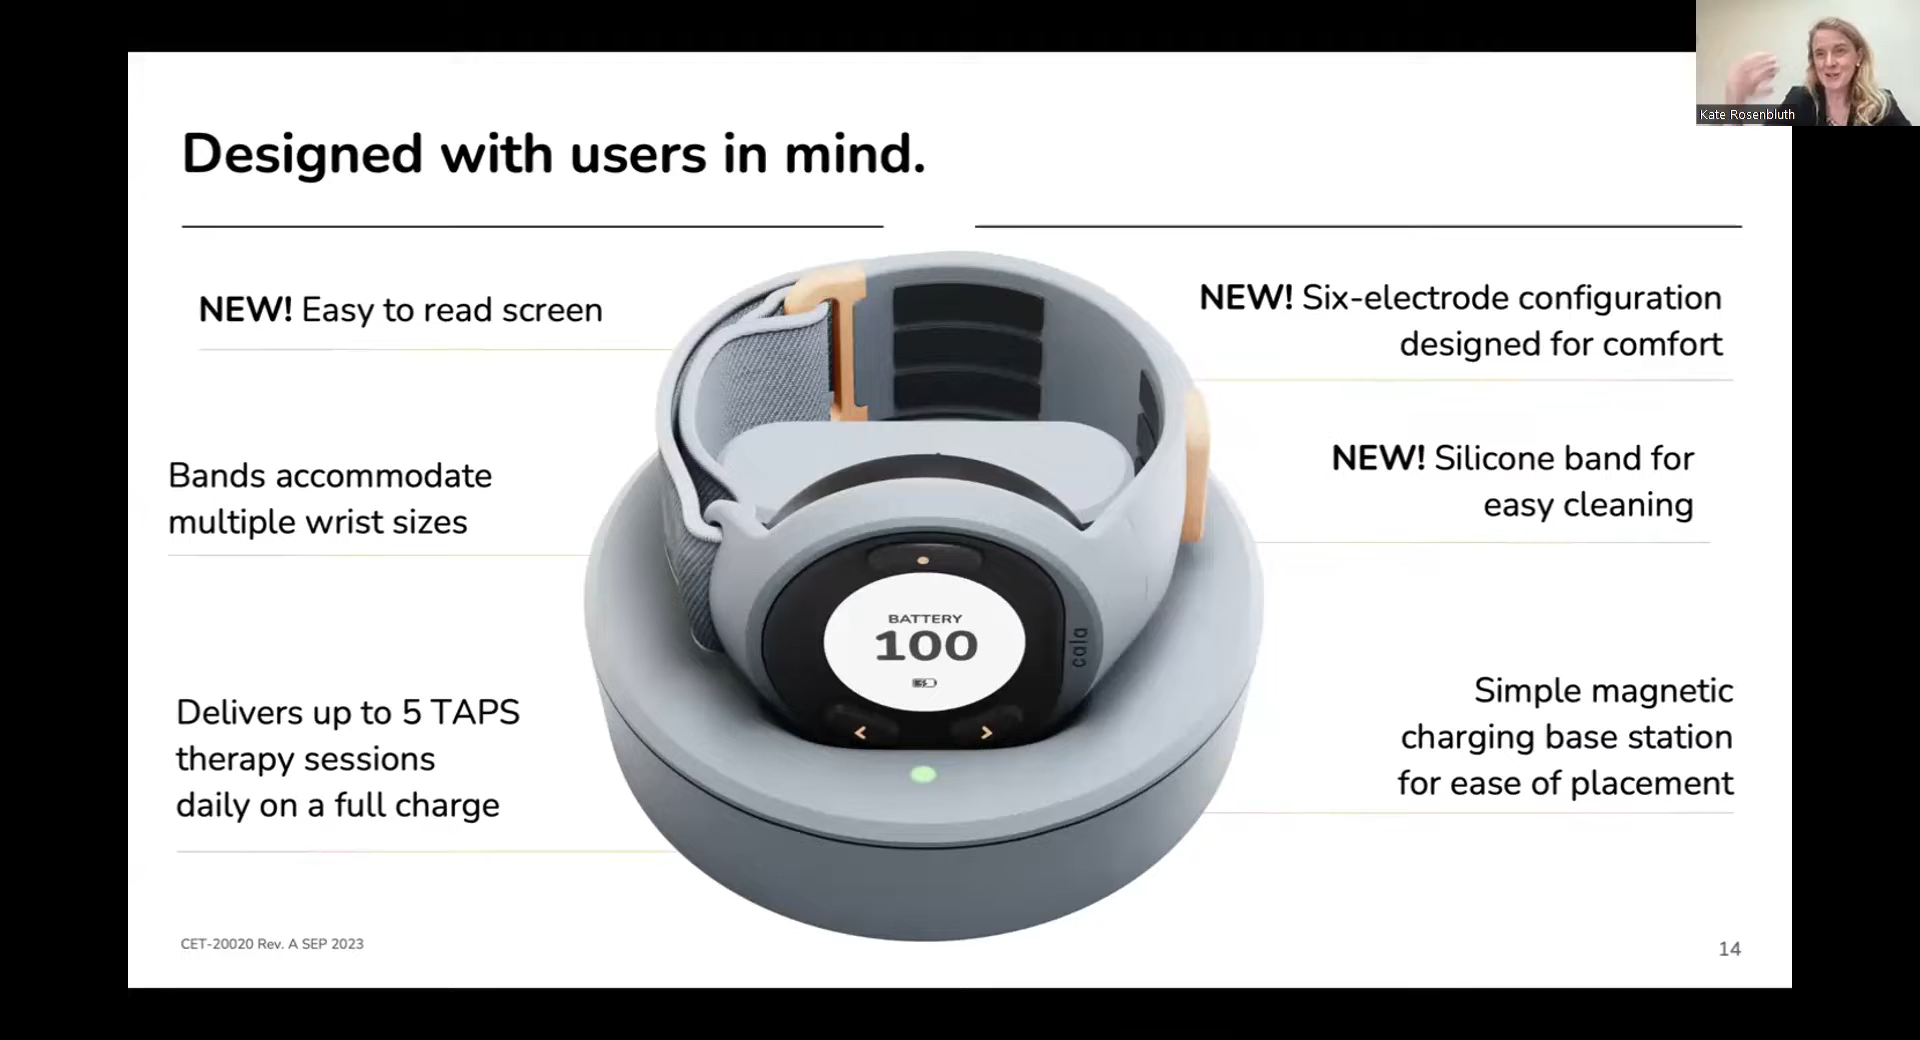 Kate Rosenbluth
Designed with users in mind.
NEW! Easy to read screen
Bands accommodate
multiple wrist sizes
Delivers up to 5 TAPS
therapy sessions
daily on a full charge
BATTERY
100
cala
<
>
NEW! Six-electrode configuration
designed for comfort
NEW! Silicone band for
easy cleaning
Simple magnetic
charging base station
for ease of placement
CET-20020 Rev. A SEP 2023
14